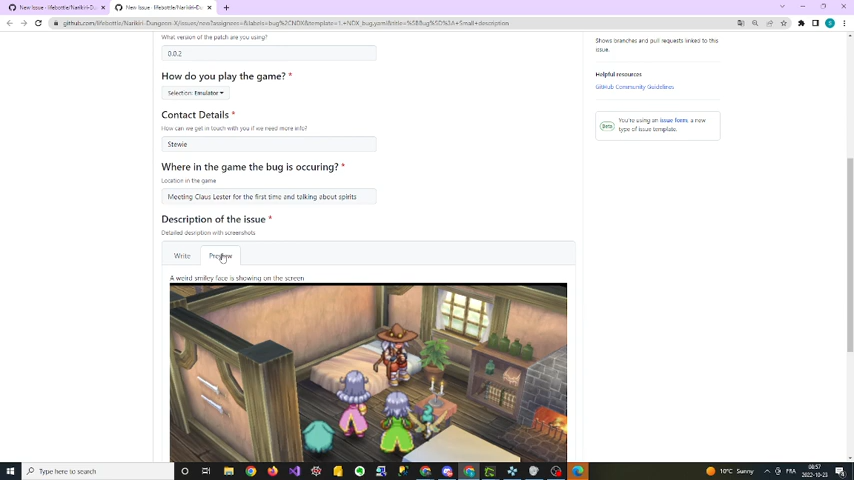 New Issue · lifebottle/Narikiri-D
New Issue · lifebottle/Narikiri-D
github.com/lifebottle/Narikiri-Dungeon-X/issues/new?assignees=&labels=bug%2CNDX&template=1.+NDX_bug.yaml&title=%5BBug%5D%3A+Small+description
What version of the patch are you using?
0.0.2
How do you play the game? *
Selection: Emulator
Contact Details *
How can we get in touch with you if we need more info?
Stewie
Where in the game the bug is occuring? *
Location in the game
Meeting Claus Lester for the first time and talking about spirits
Description of the issue *
Detailed desription with screenshots
Write
Preview
A weird smiley face is showing on the screen
Shows branches and pull requests linked to this
issue.
Helpful resources
GitHub Community Guidelines
Beta
You're using an issue form, a new
type of issue template.
Type here to search
10°C Sunny
FRA
08:57
2022-10-23